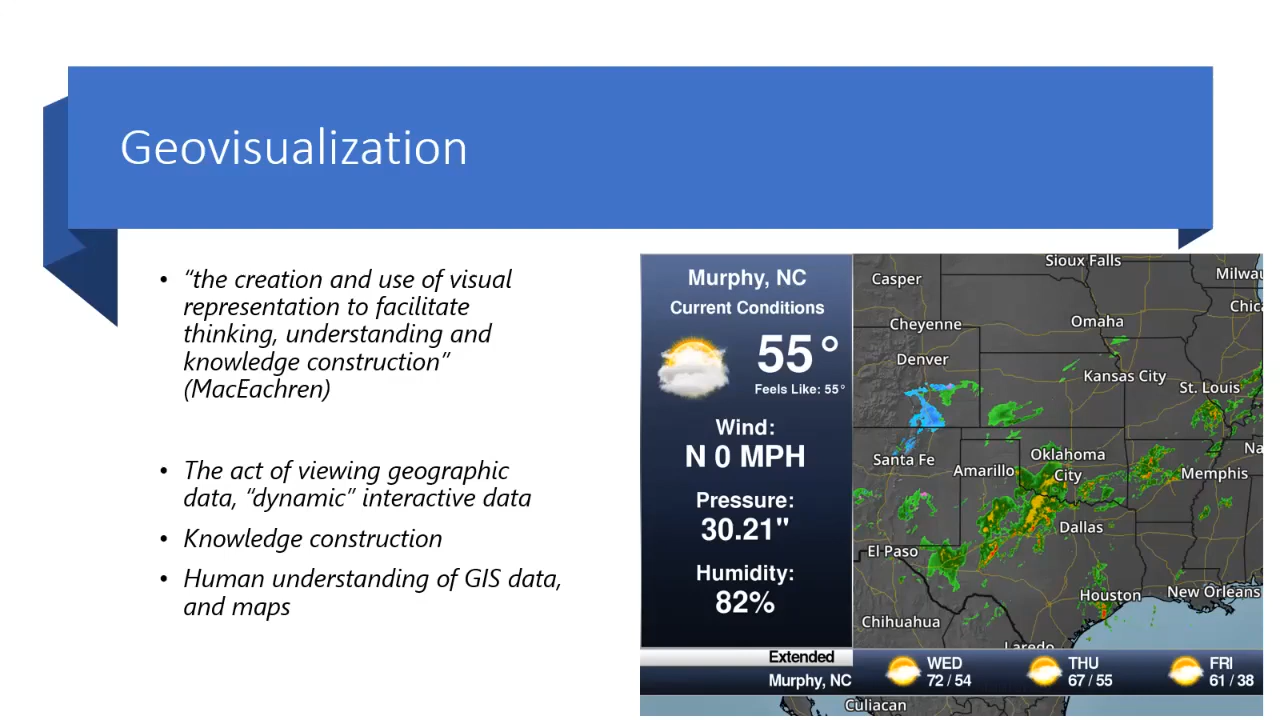 Geovisualization
• “the creation and use of visual
representation to facilitate
thinking, understanding and
knowledge construction”
(MacEachren)
• The act of viewing geographic
data, “dynamic” interactive data
• Knowledge construction
• Human understanding of GIS data,
and maps
Murphy, NC
Current Conditions
55°
Feels Like: 55°
Wind:
N 0 MPH
Pressure:
30.21"
Humidity:
82%
Sioux Falls
Casper
Milwau
Chic
Cheyenne
Omaha
Denver
Kansas City
St. Louis
Na
Santa Fe
Amarillo
Oklahoma
City
Memphis
Dallas
El Paso
Houston
New Orleans
Chihuahua
Laredo
Extended
Murphy, NC
WED
72 / 54
THU
67 / 55
FRI
61 / 38
Culiacan